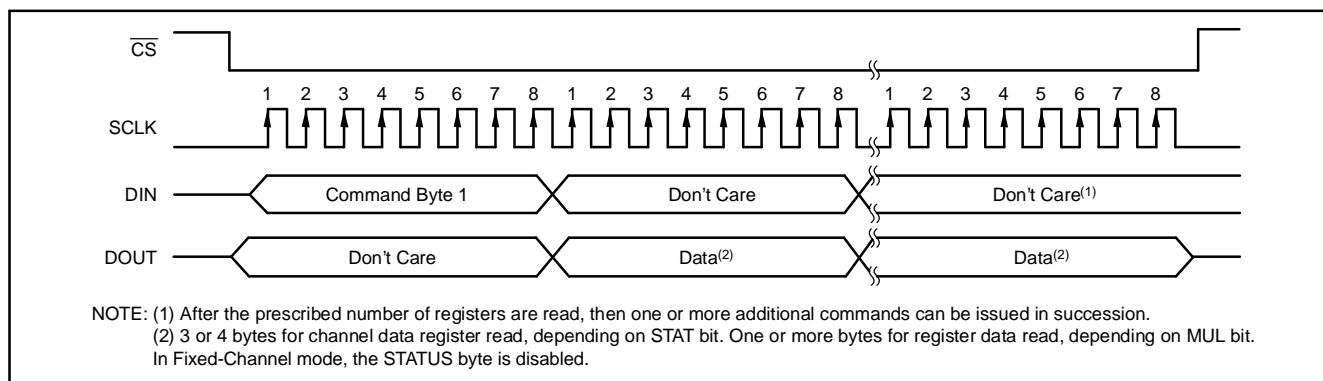 CS
1 2 3 4 5 6 7 8 1 2 3 4 5 6 7 8 1 2 3 4 5 6 7 8
SCLK
DIN Command Byte 1 Don't Care Don't Care(1)
DOUT Don't Care Data(2) Data(2)
NOTE: (1) After the prescribed number of registers are read, then one or more additional commands can be issued in succession.
(2) 3 or 4 bytes for channel data register read, depending on STAT bit. One or more bytes for register data read, depending on MUL bit.
In Fixed-Channel mode, the STATUS byte is disabled.